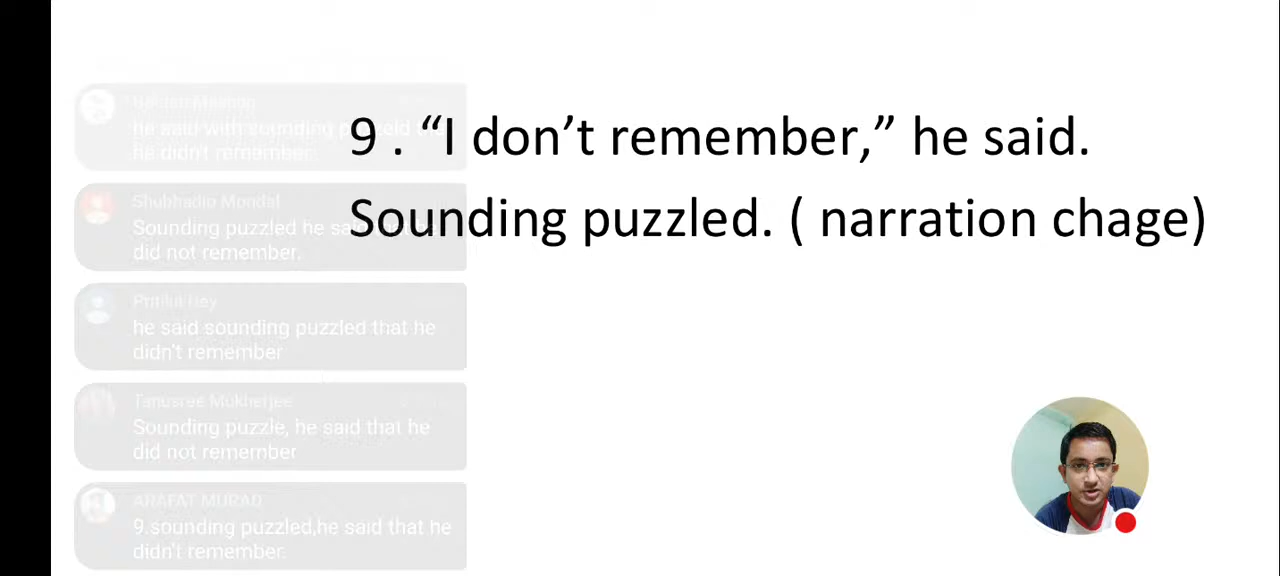 he said with sounding
he didn't remember.
Shubhadip Mondal
Sounding puzzled he
did not remember.
he said sounding puzzled that he
didn't remember
Tanusree Mukherjee
Sounding puzzle, he said that he
did not remember
ARAFAT MURAD
9.sounding puzzled,he said that he
didn't remember.
9 . “I don’t remember,” he said.
Sounding puzzled. ( narration chage)